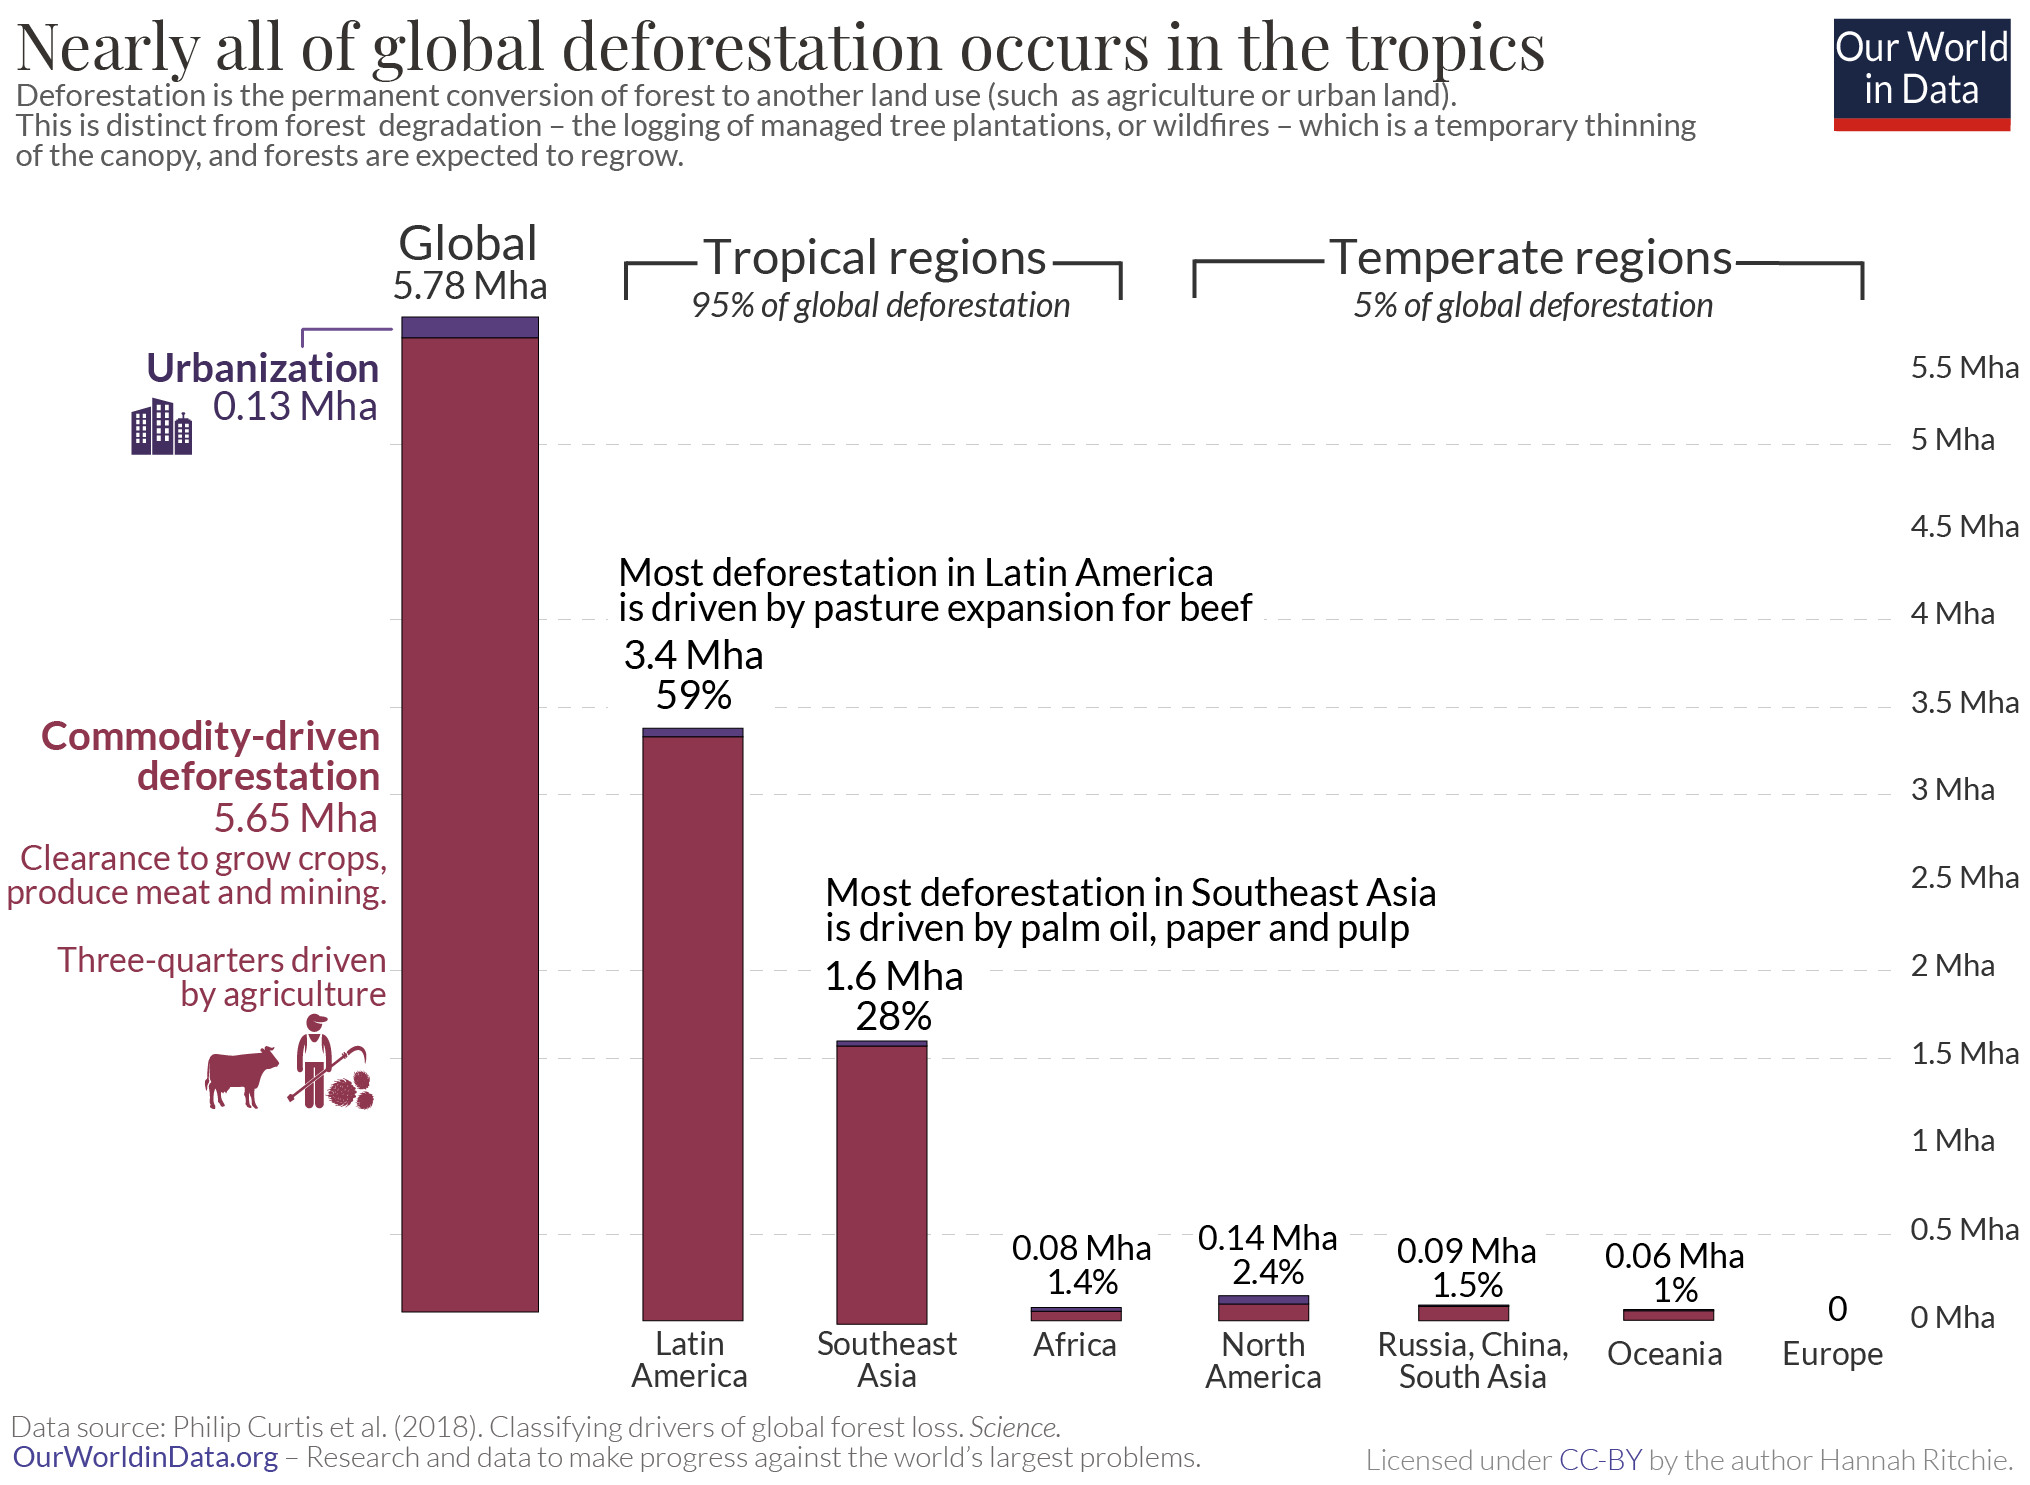 Nearly all of global deforestation occurs in the tropics
Our World
in Data
Deforestation is the permanent conversion of forest to another land use (such as agriculture or urban land).
This is distinct from forest degradation – the logging of managed tree plantations, or wildfires – which is a temporary thinning
of the canopy, and forests are expected to regrow.
Global
5.78 Mha
Tropical regions
95% of global deforestation
Temperate regions
5% of global deforestation
Urbanization
0.13 Mha
5.5 Mha
5 Mha
4.5 Mha
Most deforestation in Latin America
is driven by pasture expansion for beef
4 Mha
3.4 Mha
59%
3.5 Mha
Commodity-driven
deforestation
5.65 Mha
Clearance to grow crops,
produce meat and mining.
3 Mha
2.5 Mha
Most deforestation in Southeast Asia
is driven by palm oil, paper and pulp
1.6 Mha
28%
2 Mha
Three-quarters driven
by agriculture
1.5 Mha
1 Mha
0.5 Mha
0.08 Mha
1.4%
0.14 Mha
2.4%
0.09 Mha
1.5%
0.06 Mha
1%
0
0 Mha
Latin
America
Southeast
Asia
Africa
North
America
Russia, China,
South Asia
Oceania
Europe
Data source: Philip Curtis et al. (2018). Classifying drivers of global forest loss. Science.
OurWorldinData.org – Research and data to make progress against the world's largest problems.
Licensed under CC-BY by the author Hannah Ritchie.